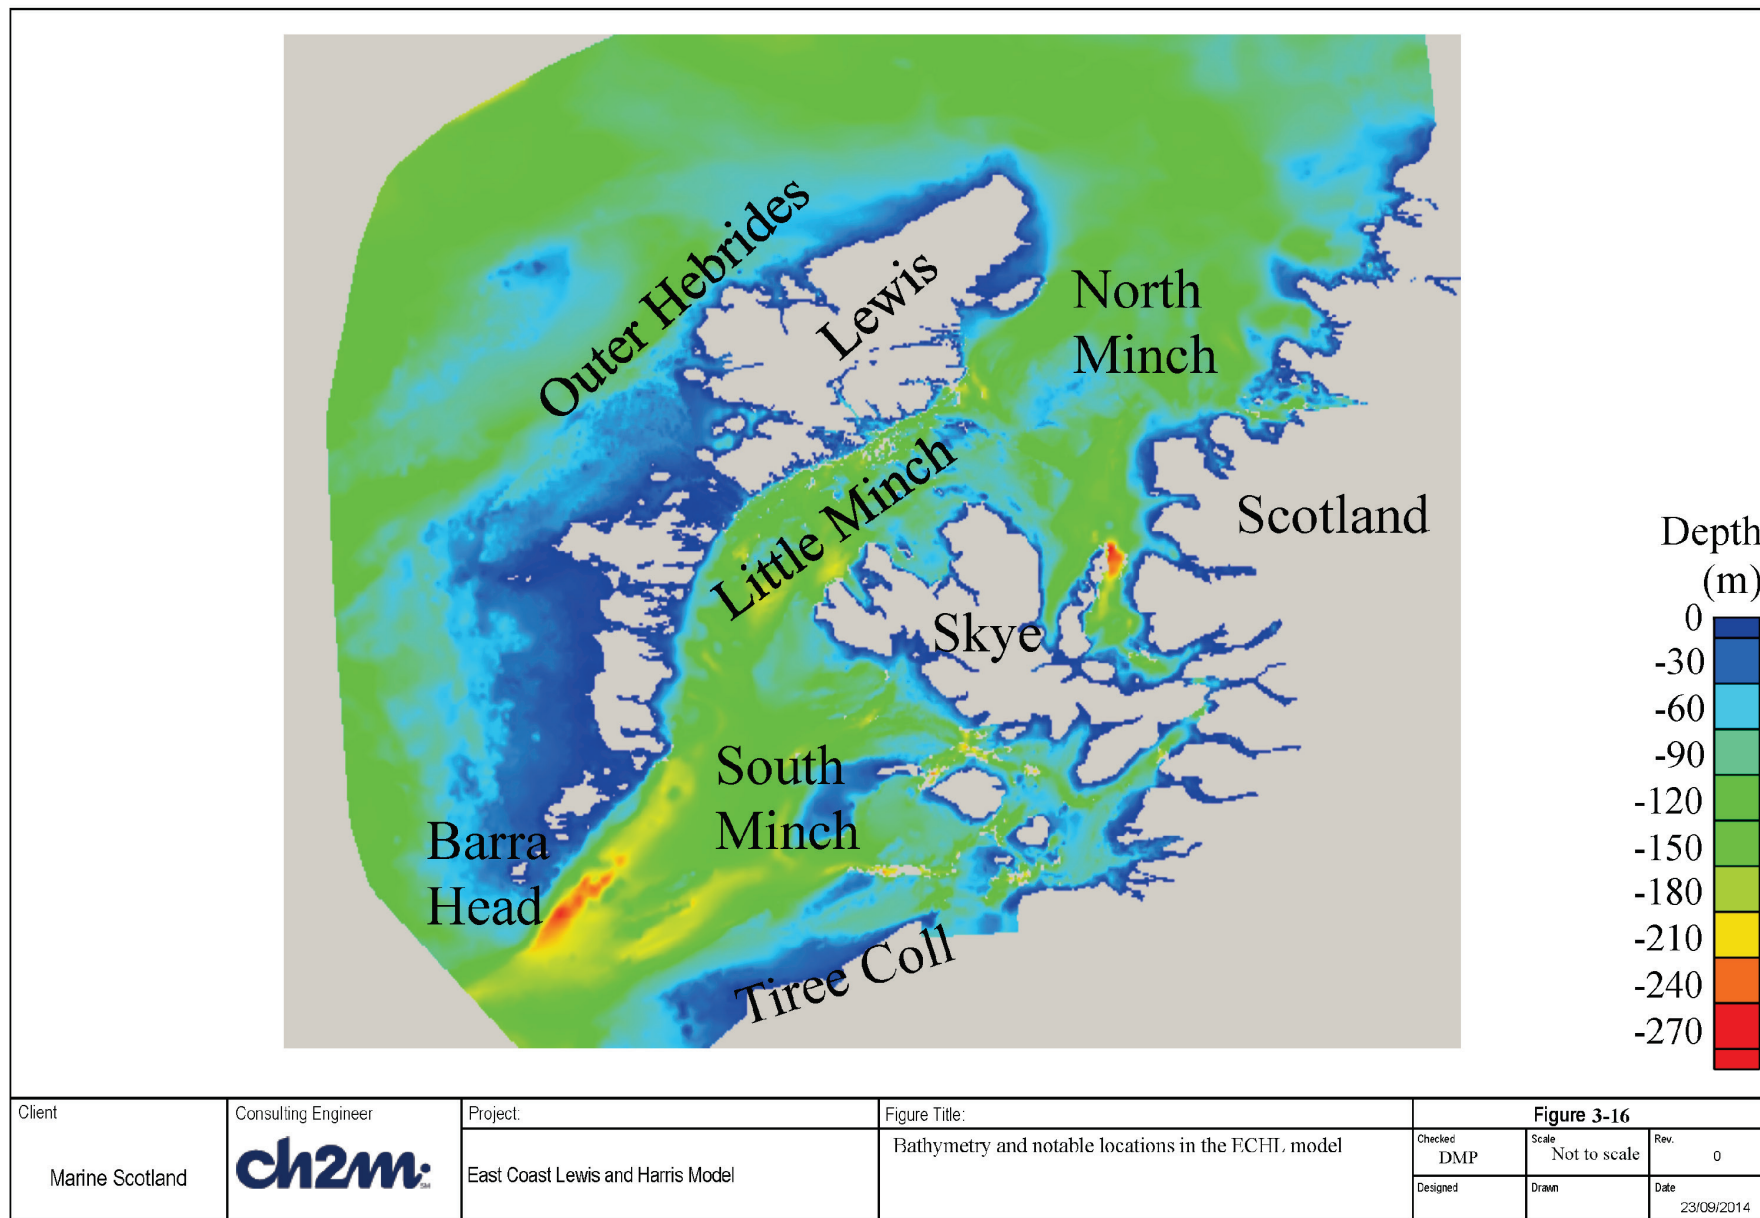 Outer Hebrides
Lewis
North
Minch
Little Minch
Scotland
Skye
South
Minch
Barra
Head
Tiree Coll
Depth
(m)
0
-30
-60
-90
-120
-150
-180
-210
-240
-270
Client
Marine Scotland
Consulting Engineer
ch2m:
SM
Project:
East Coast Lewis and Harris Model
Figure Title:
Bathymetry and notable locations in the ECHL model
Figure 3-16
Checked
DMP
Scale
Not to scale
Rev.
0
Designed
Drawn
Date
23/09/2014